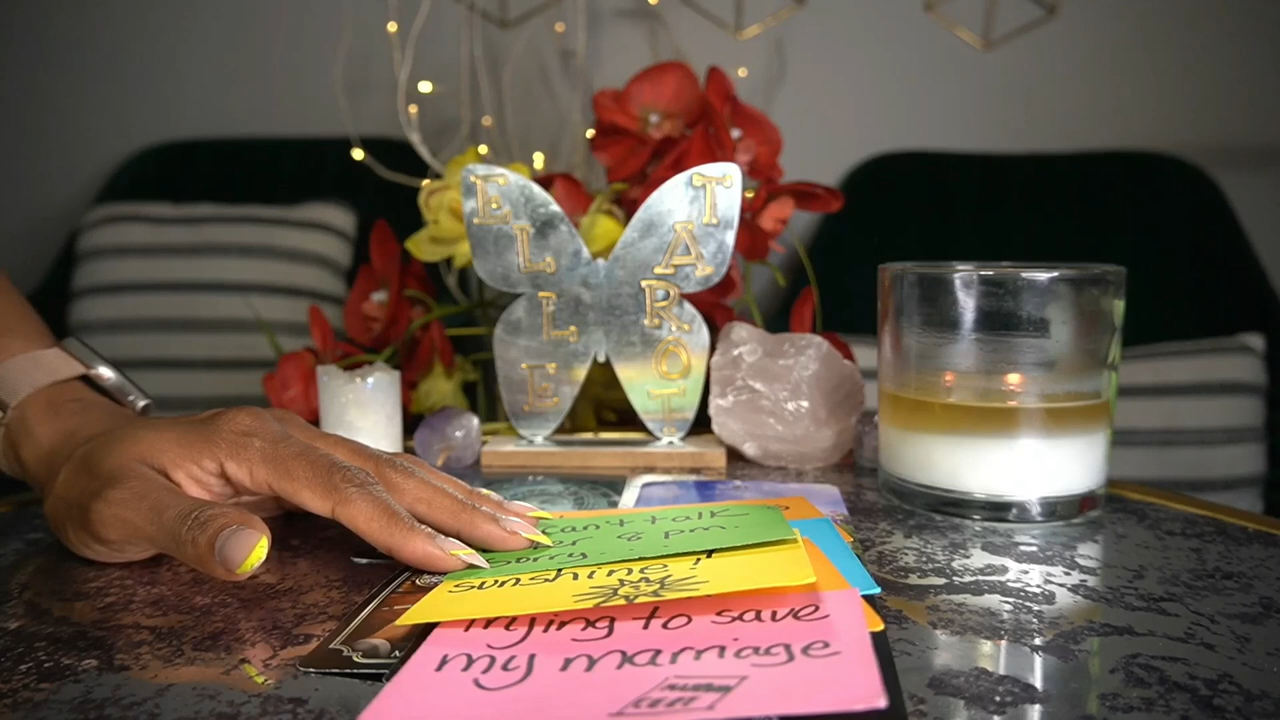 ELLE
TAROT
can't talk
8 pm.
Sorry...
sunshine!
Trying to save
my marriage